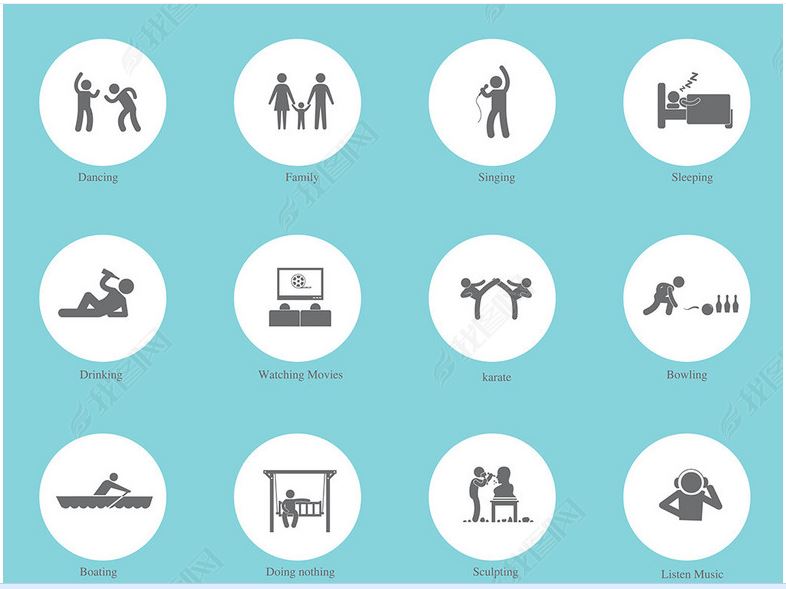 Dancing
Family
Singing
Sleeping
Drinking
Watching Movies
karate
Bowling
Boating
Doing nothing
Sculpting
Listen Music